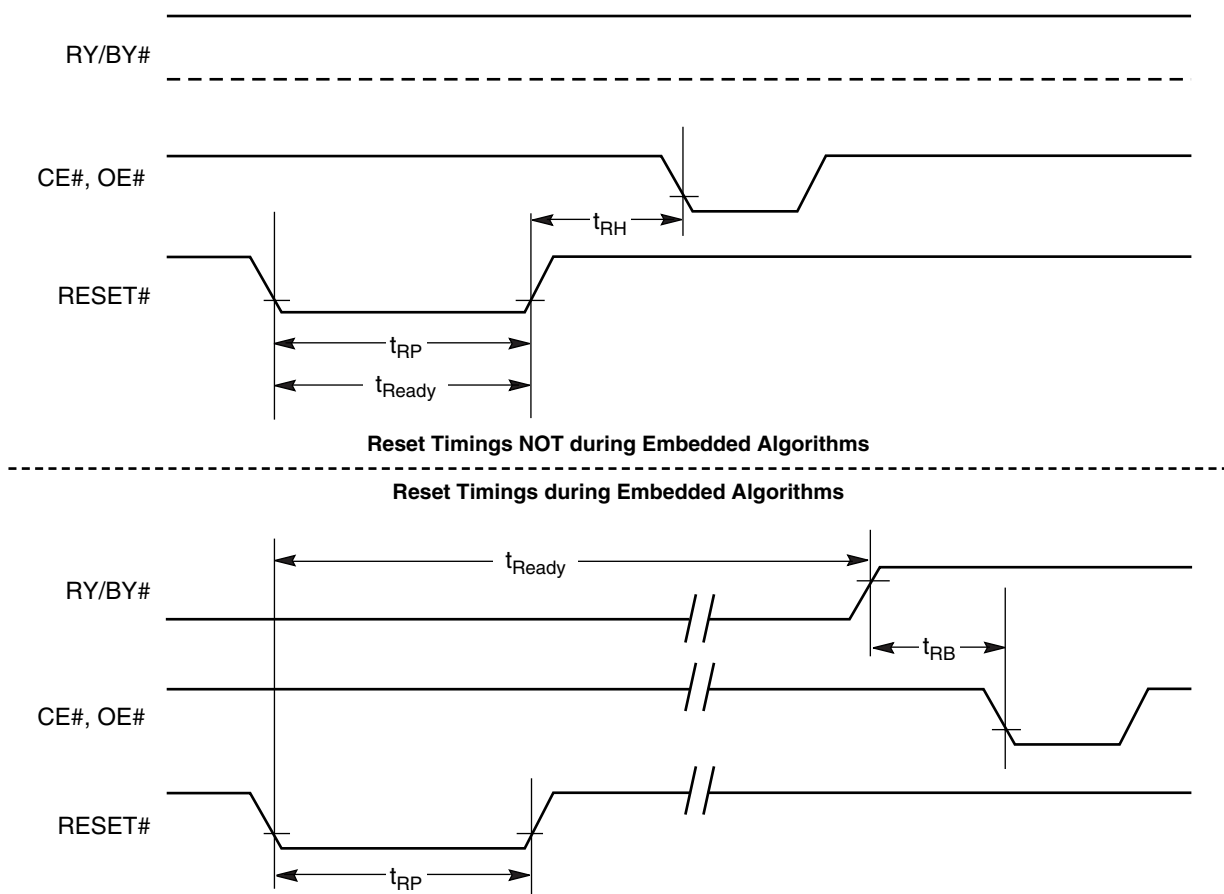 RY/BY#
CE#, OE#
tRH
RESET#
tRP
tReady
Reset Timings NOT during Embedded Algorithms
Reset Timings during Embedded Algorithms
tReady
RY/BY#
tRB
CE#, OE#
RESET#
tRP